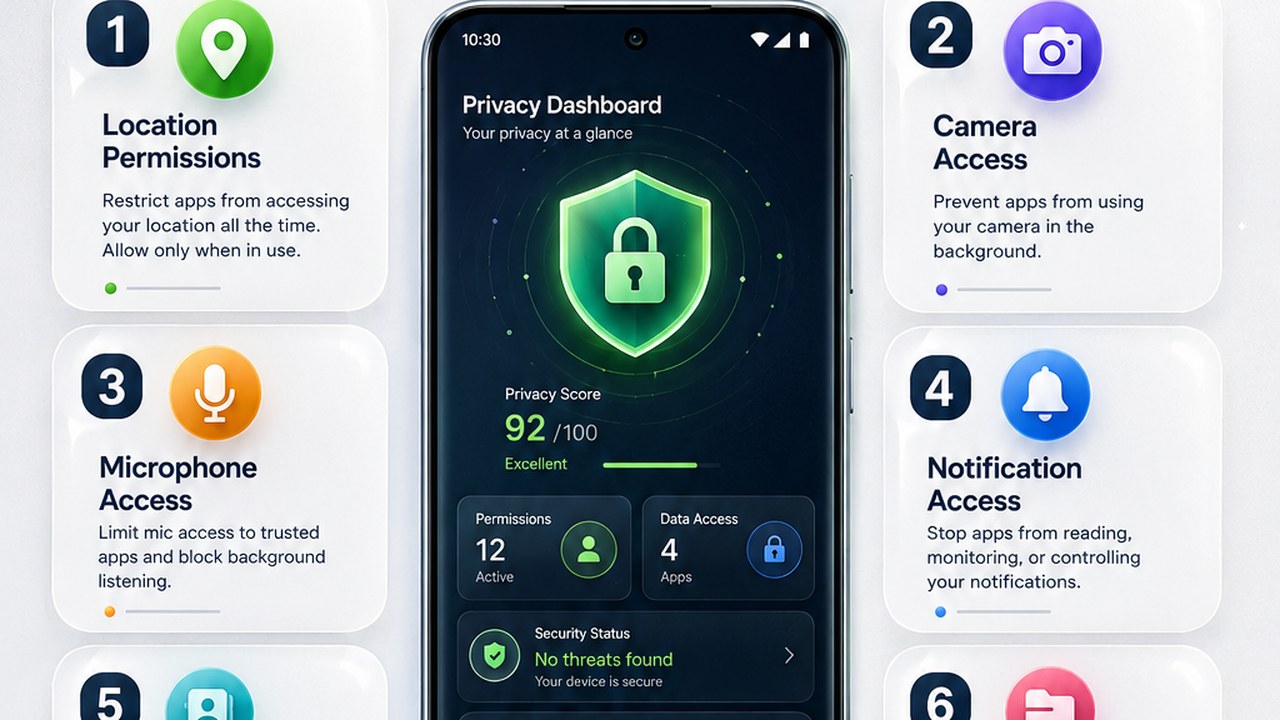 1
Location
Permissions
Restrict apps from accessing
your location all the time.
Allow only when in use.
2
Camera
Access
Prevent apps from using
your camera in the
background.
3
Microphone
Access
Limit mic access to trusted
apps and block background
listening.
4
Notification
Access
Stop apps from reading,
monitoring, or controlling
your notifications.
5
6
10:30
Privacy Dashboard
Your privacy at a glance
Privacy Score
92 /100
Excellent
Permissions
12
Active
Data Access
4
Apps
Security Status
No threats found
Your device is secure